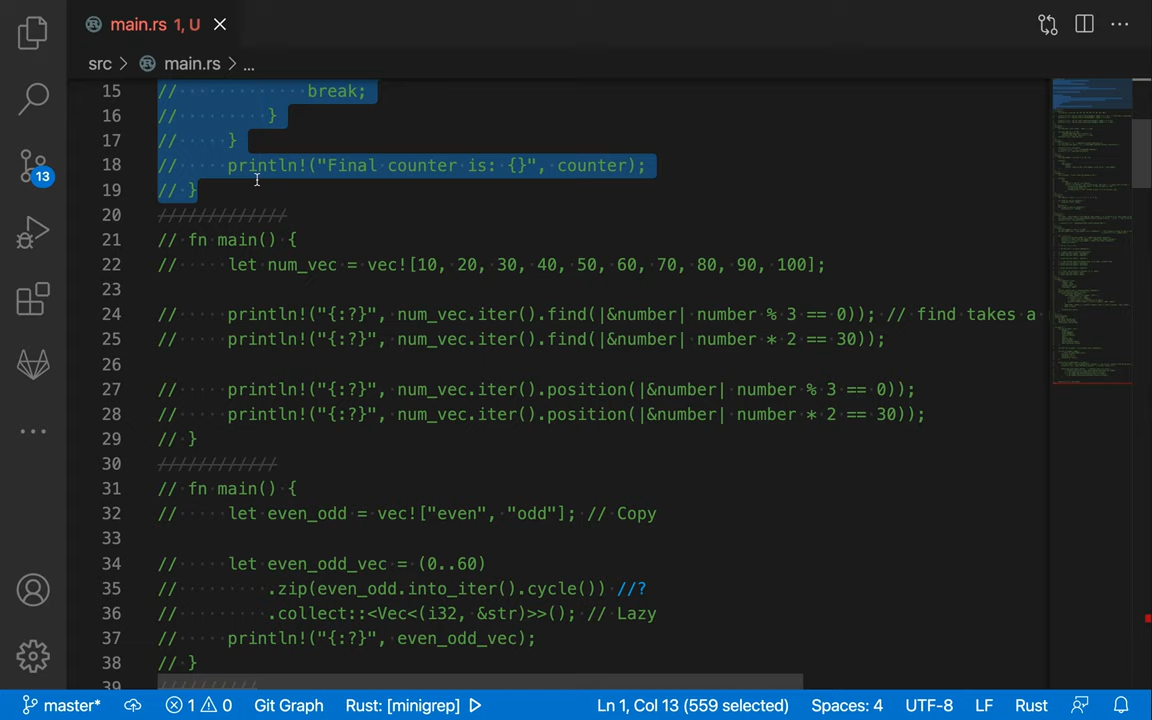 main.rs 1, U
src > main.rs > ...
15 // break;
16 // }
17 // }
18 // println!("Final counter is: {}", counter);
19 // }
20 /////////////
21 // fn main() {
22 // let num_vec = vec![10, 20, 30, 40, 50, 60, 70, 80, 90, 100];
23
24 // println!("{:?}", num_vec.iter().find(|&number| number % 3 == 0)); // find takes a
25 // println!("{:?}", num_vec.iter().find(|&number| number * 2 == 30));
26
27 // println!("{:?}", num_vec.iter().position(|&number| number % 3 == 0));
28 // println!("{:?}", num_vec.iter().position(|&number| number * 2 == 30));
29 // }
30 ////////////
31 // fn main() {
32 // let even_odd = vec!["even", "odd"]; // Copy
33
34 // let even_odd_vec = (0..60)
35 // .zip(even_odd.into_iter().cycle()) //?
36 // .collect::<Vec<(i32, &str)>>(); // Lazy
37 // println!("{:?}", even_odd_vec);
38 // }
39 //////////
13
master* 1 0 Git Graph Rust: [minigrep] Ln 1, Col 13 (559 selected) Spaces: 4 UTF-8 LF Rust